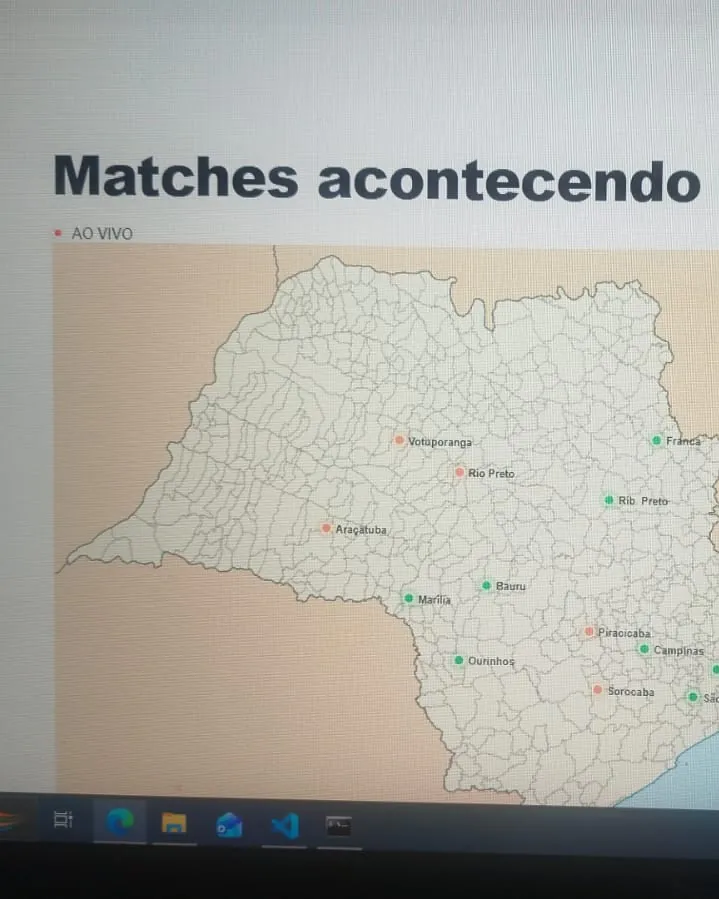 Matches acontecendo
AO VIVO
Votuporanga
Franca
Rio Preto
Rib Preto
Araçatuba
Bauru
Marília
Piracicaba
Campinas
Ourinhos
Sorocaba